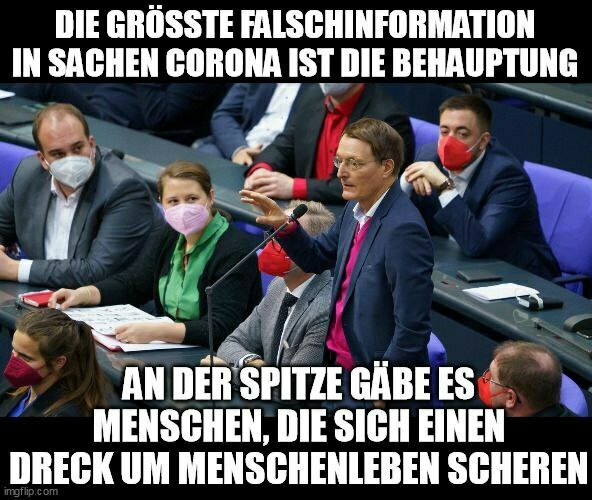 DIE GRÖSSTE FALSCHINFORMATION
IN SACHEN CORONA IST DIE BEHAUPTUNG
AN DER SPITZE GÄBE ES
MENSCHEN, DIE SICH EINEN
DRECK UM MENSCHENLEBEN SCHEREN
imgflip.com